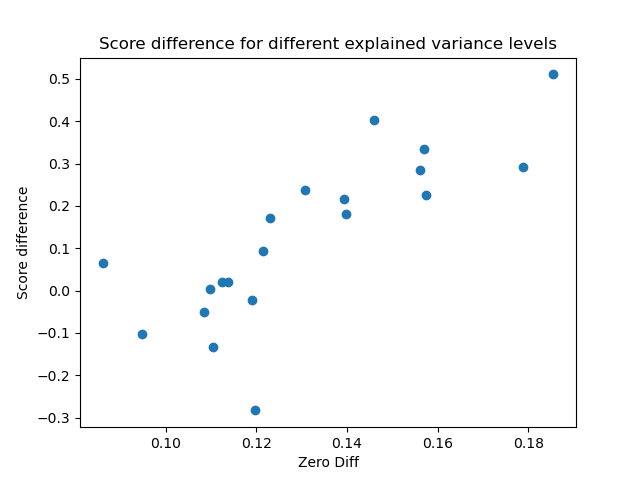 Score difference for different explained variance levels
0.5
0.4
0.3
0.2
0.1
0.0
−0.1
−0.2
−0.3
Score difference
0.10 0.12 0.14 0.16 0.18
Zero Diff